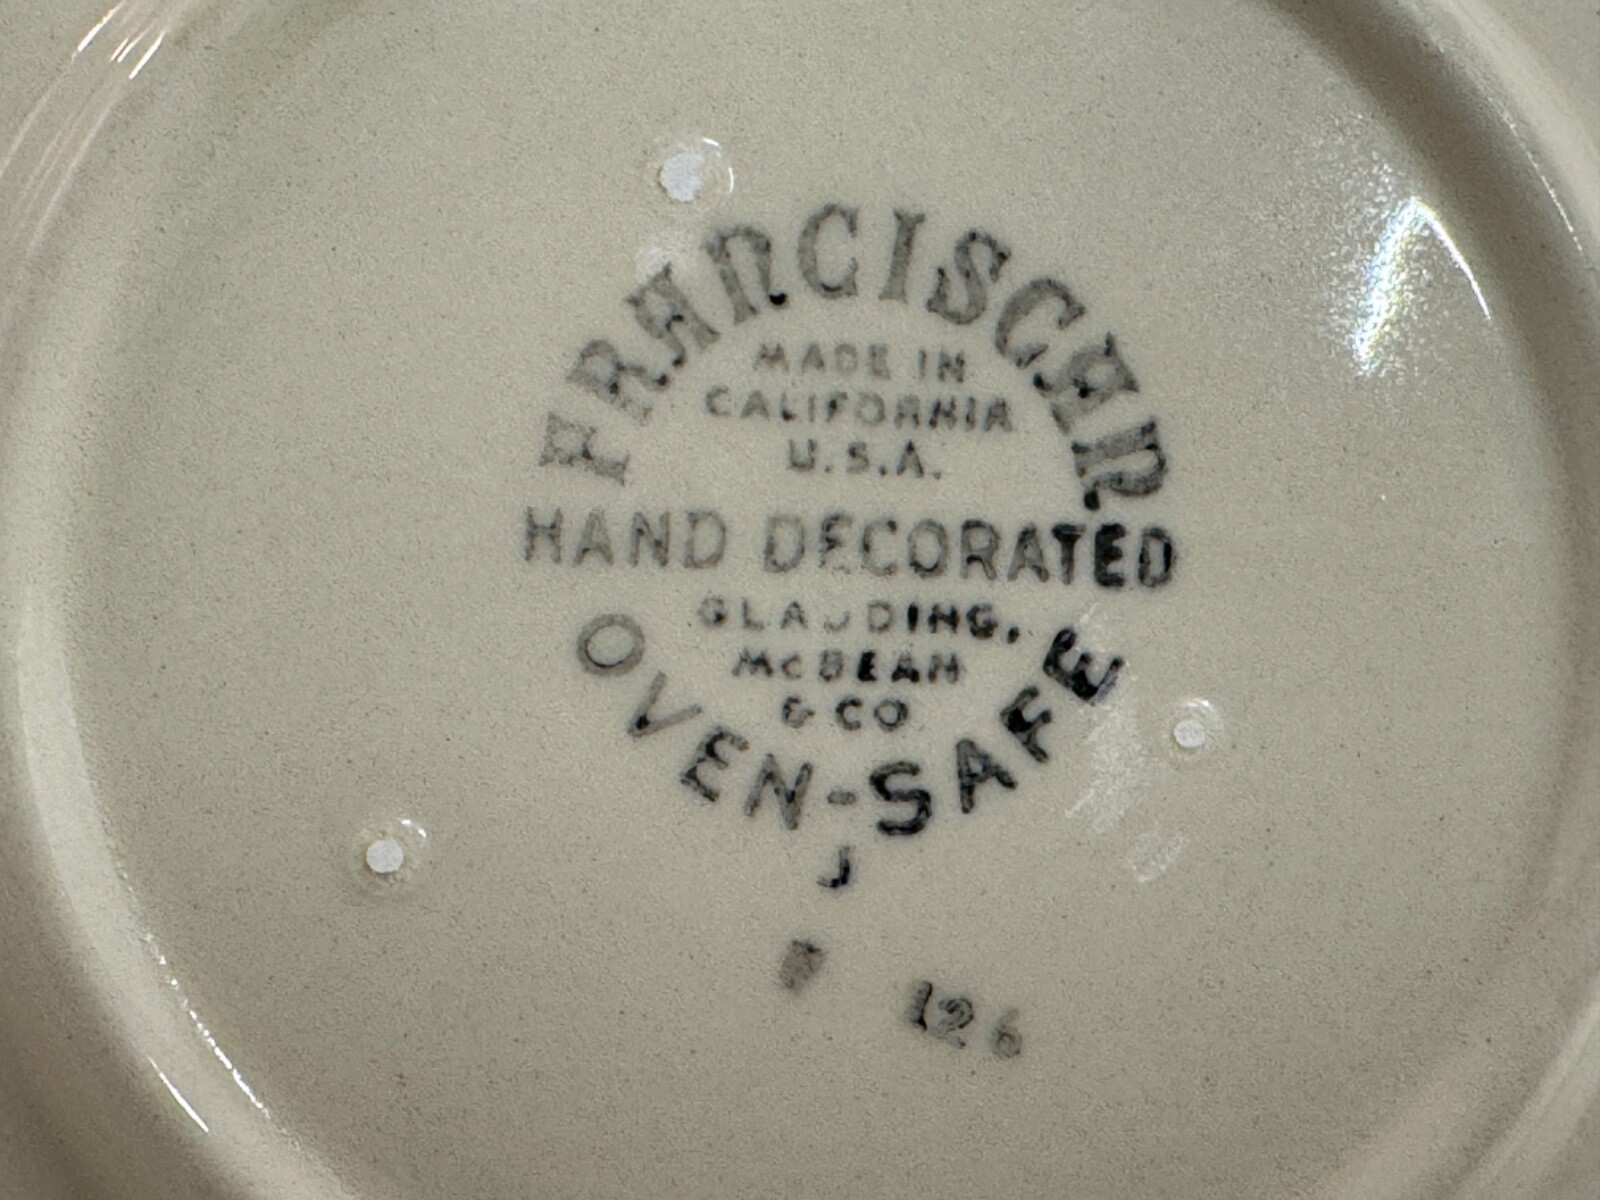 FRANCISCAN
MADE IN
CALIFORNIA
U.S.A.
HAND DECORATED
GLADDING,
McBEAN
& CO
OVEN-SAFE
J
126